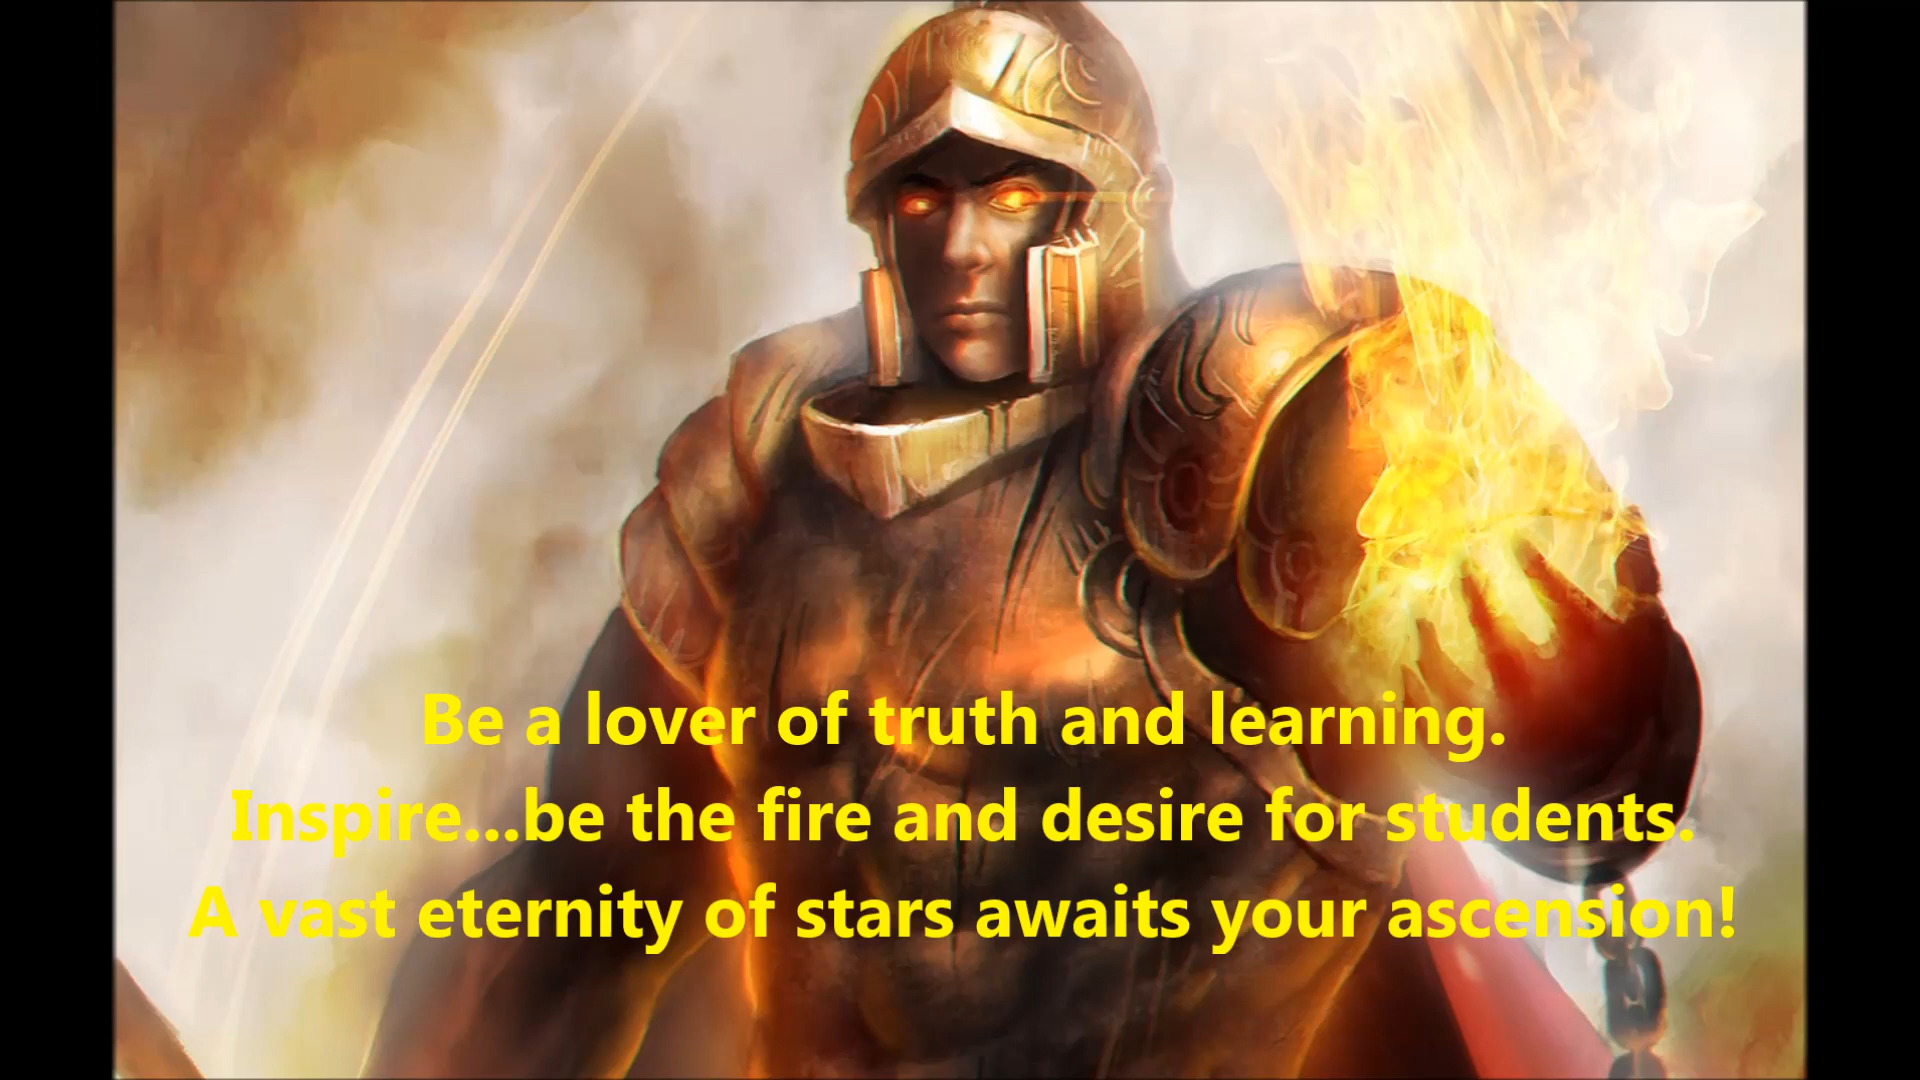 Be a lover of truth and learning.
Inspire...be the fire and desire for students.
A vast eternity of stars awaits your ascension!